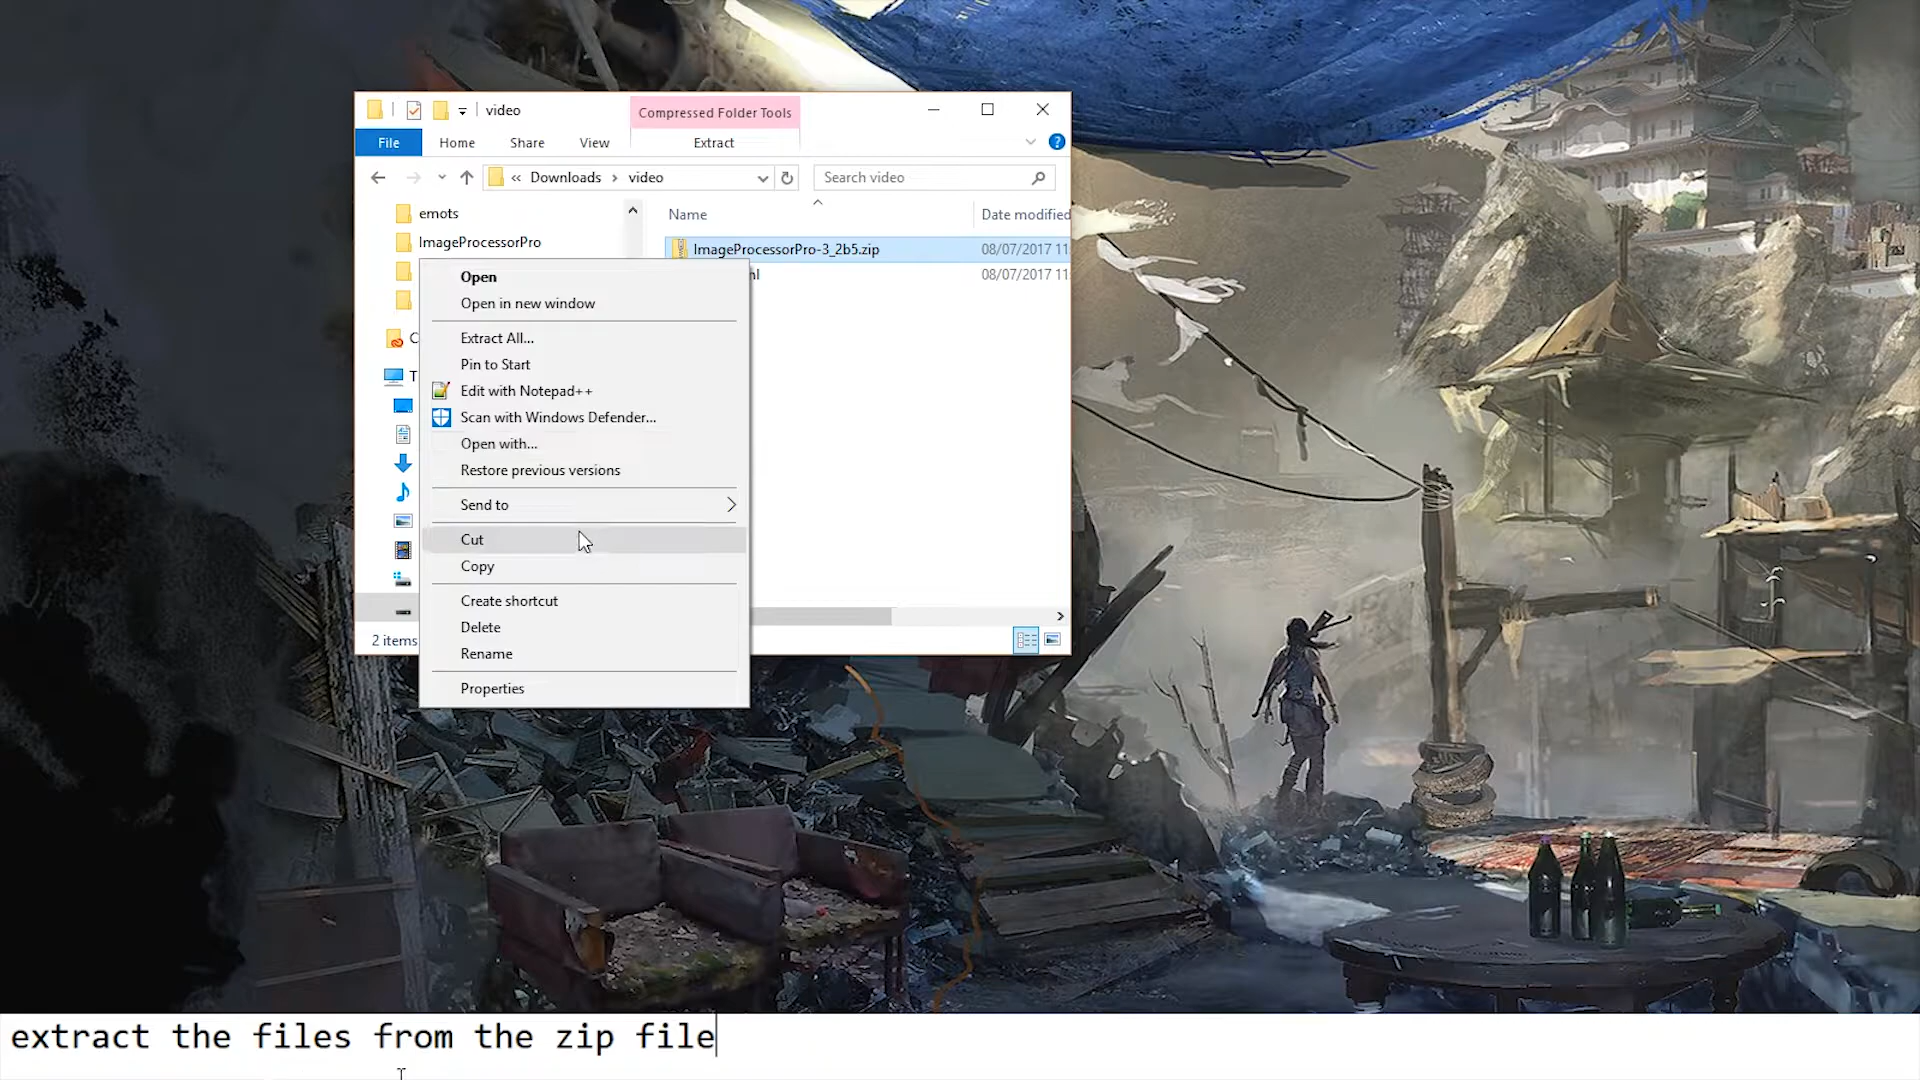 video
Compressed Folder Tools
File
Home
Share
View
Extract
?
« Downloads > video
Search video
emots
ImageProcessorPro
Name
Date modified
ImageProcessorPro-3_2b5.zip
08/07/2017 11
08/07/2017 11
Open
Open in new window
Extract All...
Pin to Start
Edit with Notepad++
Scan with Windows Defender...
Open with...
Restore previous versions
Send to
Cut
Copy
Create shortcut
Delete
Rename
Properties
2 items
extract the files from the zip file